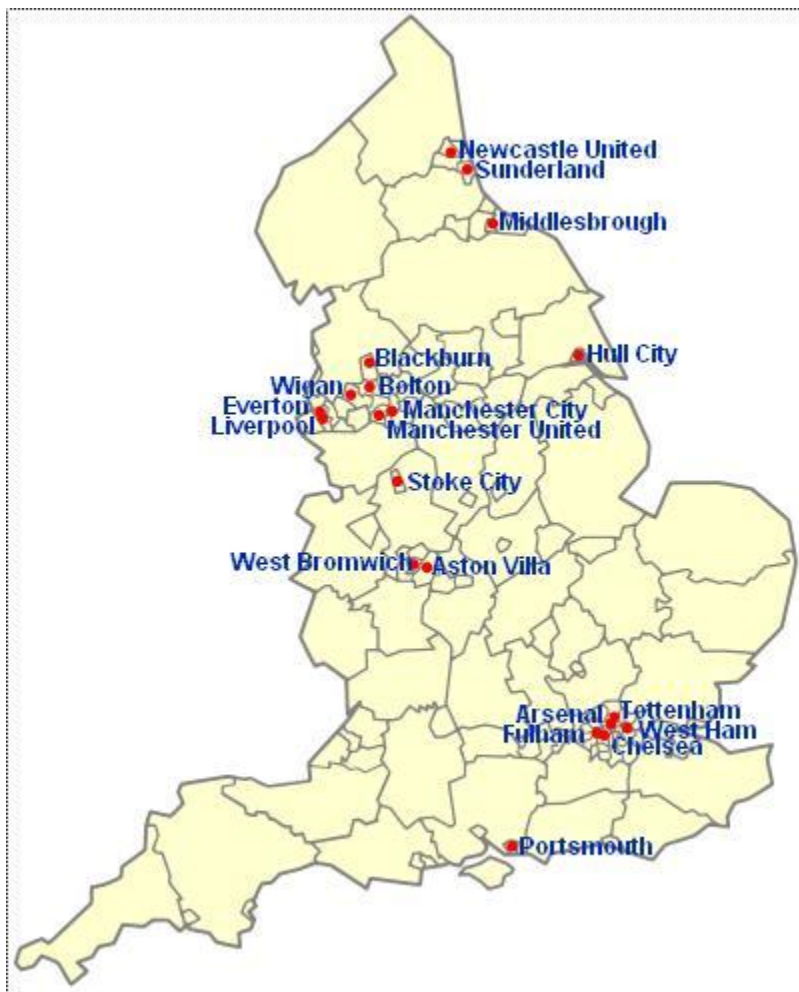 Newcastle United
Sunderland
Middlesbrough
Hull City
Blackburn
Bolton
Wigan
Everton
Manchester City
Liverpool
Manchester United
Stoke City
West Bromwich
Aston Villa
Tottenham
Arsenal
West Ham
Fulham
Chelsea
Portsmouth